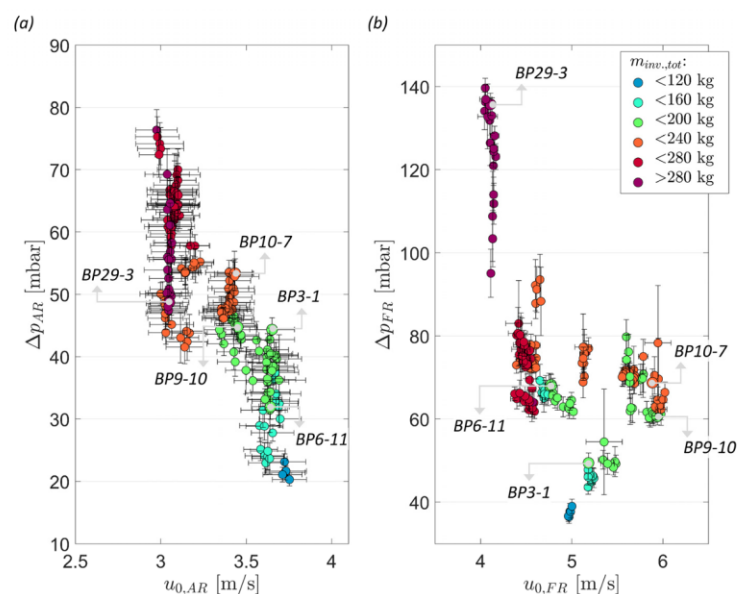 (a)
90
80
70
60
50
40
30
20
10
Δp_AR [mbar]
2.5 3 3.5 4
u_0,AR [m/s]
BP29-3
BP10-7
BP3-1
BP9-10
BP6-11
(b)
140
120
100
80
60
40
Δp_FR [mbar]
4 5 6
u_0,FR [m/s]
BP29-3
BP10-7
BP6-11
BP9-10
BP3-1
m_inv.,tot:
<120 kg
<160 kg
<200 kg
<240 kg
<280 kg
>280 kg